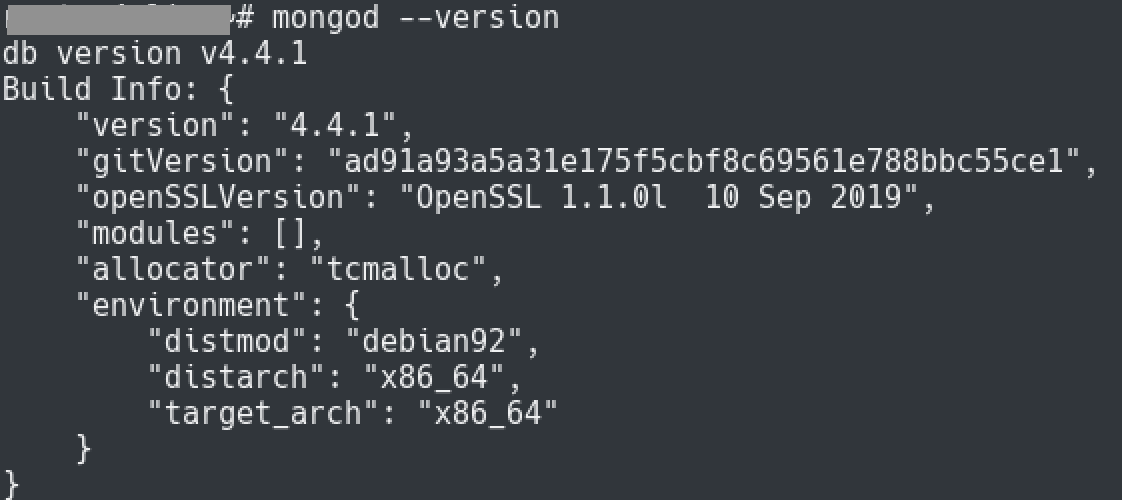 # mongod --version
db version v4.4.1
Build Info: {
    "version": "4.4.1",
    "gitVersion": "ad91a93a5a31e175f5cbf8c69561e788bbc55ce1",
    "openSSLVersion": "OpenSSL 1.1.0l  10 Sep 2019",
    "modules": [],
    "allocator": "tcmalloc",
    "environment": {
        "distmod": "debian92",
        "distarch": "x86_64",
        "target_arch": "x86_64"
    }
}